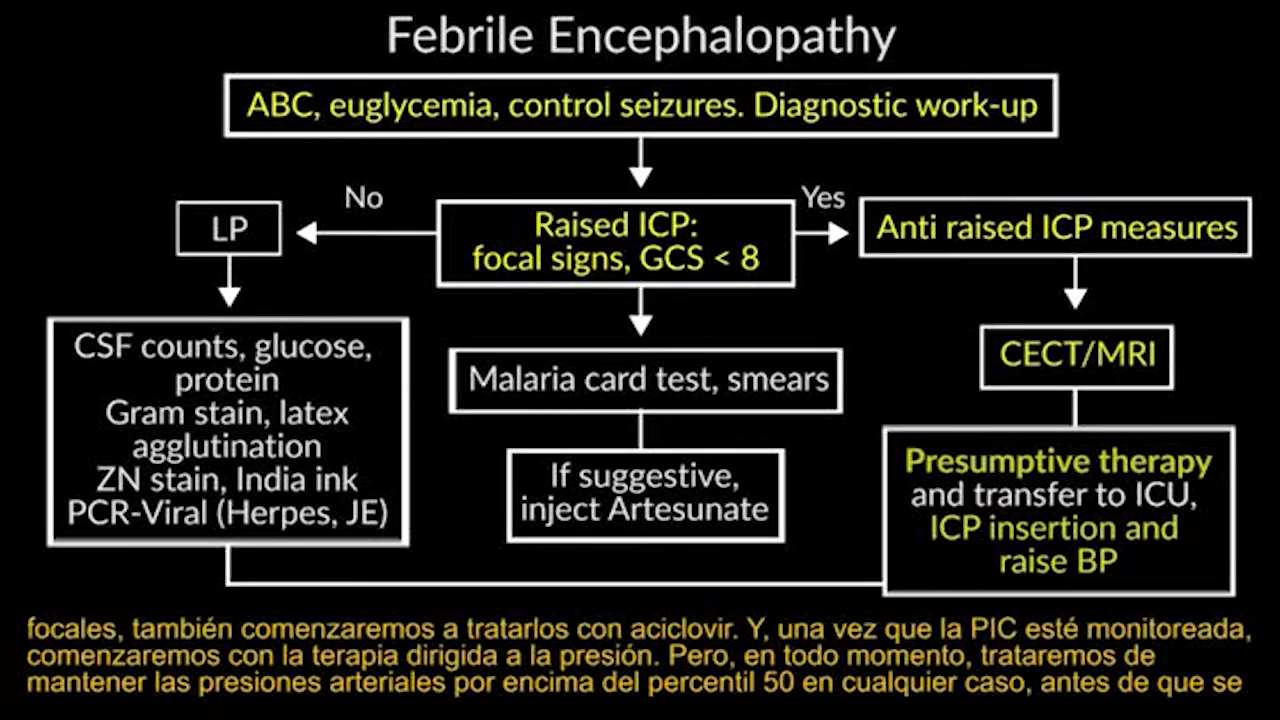 Febrile Encephalopathy
ABC, euglycemia, control seizures. Diagnostic work-up
No
Yes
LP
Raised ICP:
focal signs, GCS < 8
Anti raised ICP measures
CSF counts, glucose,
protein
Gram stain, latex
agglutination
ZN stain, India ink
PCR-Viral (Herpes, JE)
Malaria card test, smears
If suggestive,
inject Artesunate
CECT/MRI
Presumptive therapy
and transfer to ICU,
ICP insertion and
raise BP
focales, también comenzaremos a tratarlos con aciclovir. Y, una vez que la PIC esté monitoreada,
comenzaremos con la terapia dirigida a la presión. Pero, en todo momento, trataremos de
mantener las presiones arteriales por encima del percentil 50 en cualquier caso, antes de que se